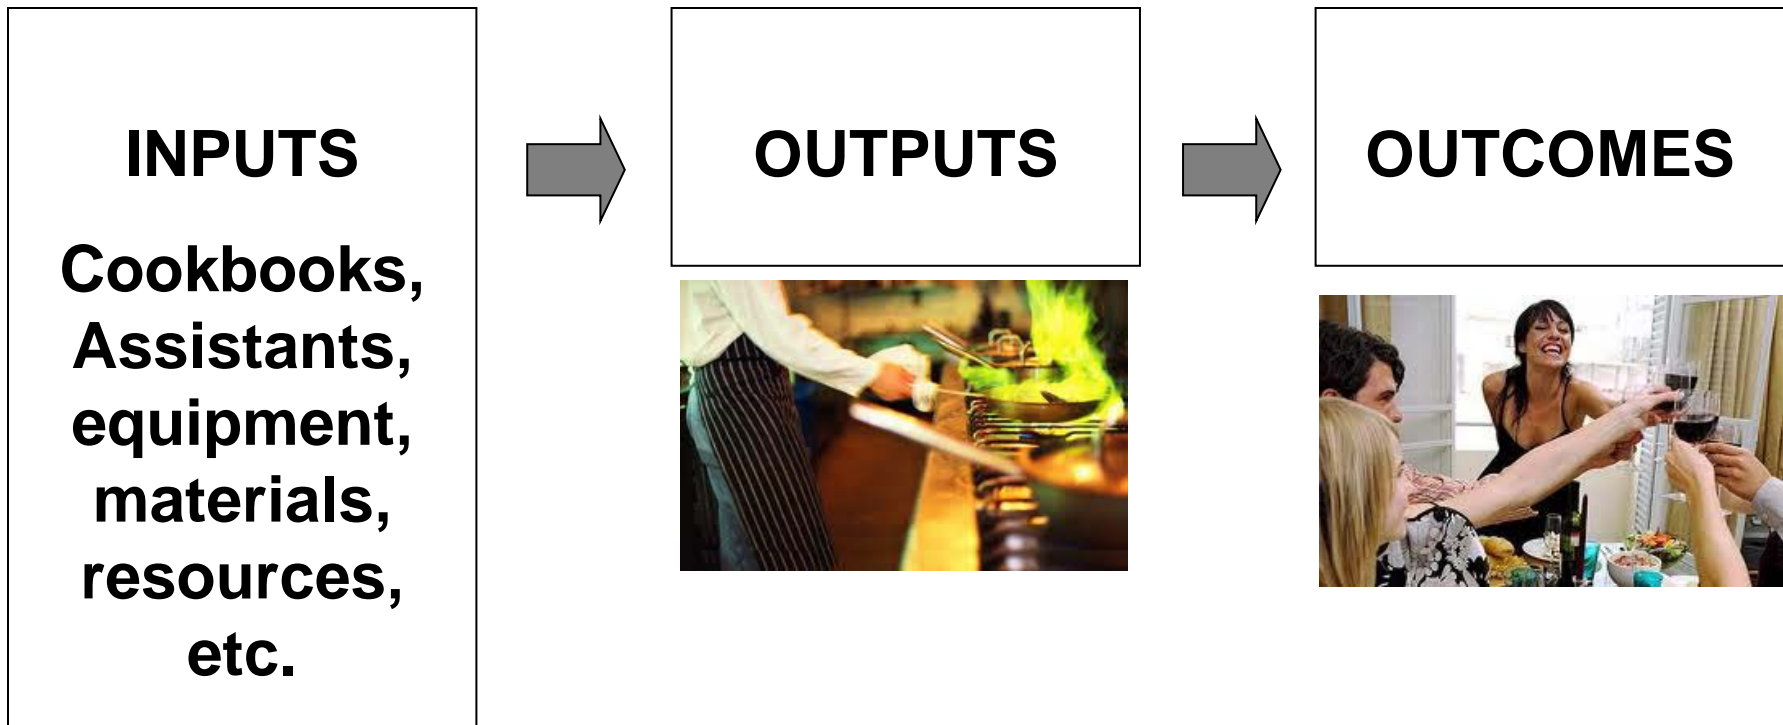 INPUTS
Cookbooks,
Assistants,
equipment,
materials,
resources,
etc.
OUTPUTS
OUTCOMES